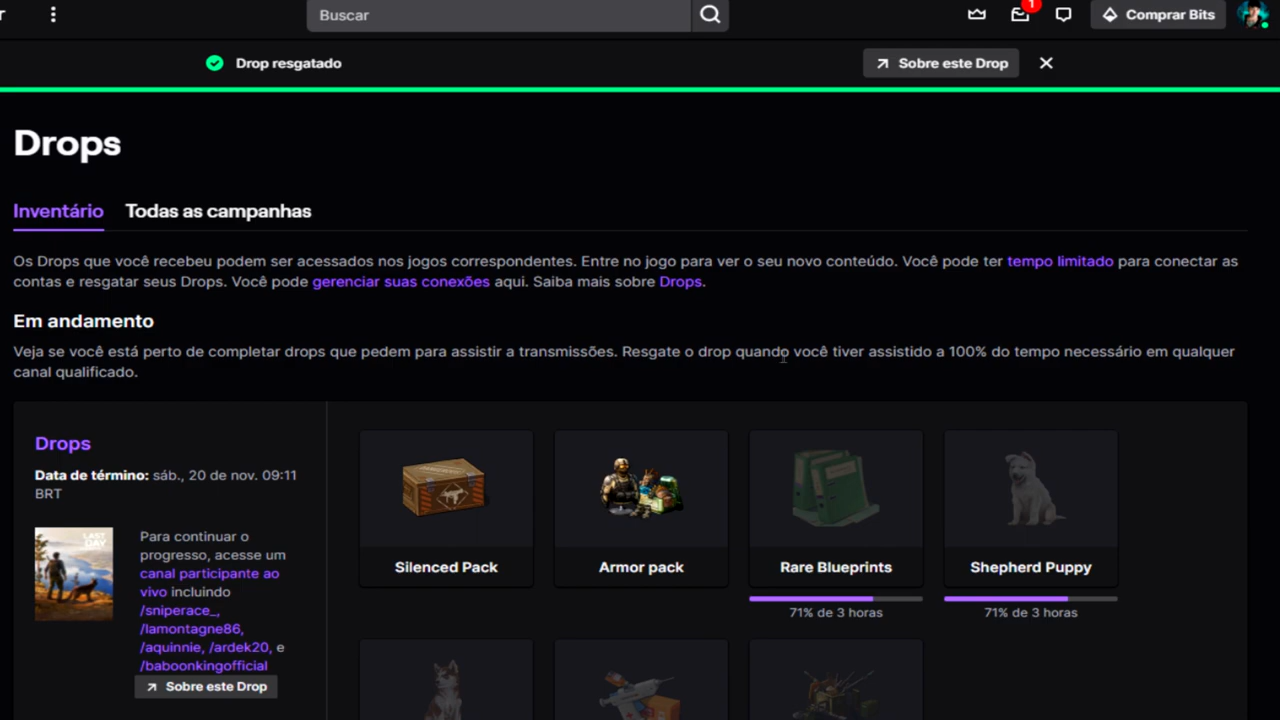 Buscar
1
Comprar Bits
Drop resgatado
Sobre este Drop
Drops
Inventário
Todas as campanhas
Os Drops que você recebeu podem ser acessados nos jogos correspondentes. Entre no jogo para ver o seu novo conteúdo. Você pode ter tempo limitado para conectar as
contas e resgatar seus Drops. Você pode gerenciar suas conexões aqui. Saiba mais sobre Drops.
Em andamento
Veja se você está perto de completar drops que pedem para assistir a transmissões. Resgate o drop quando você tiver assistido a 100% do tempo necessário em qualquer
canal qualificado.
Drops
Data de término: sáb., 20 de nov. 09:11
BRT
LAST
DAY
Para continuar o
progresso, acesse um
canal participante ao
vivo incluindo
/sniperace_,
/lamontagne86,
/aquinnie, /ardek20, e
/baboonkingofficial
Sobre este Drop
Silenced Pack
Armor pack
Rare Blueprints
71% de 3 horas
Shepherd Puppy
71% de 3 horas